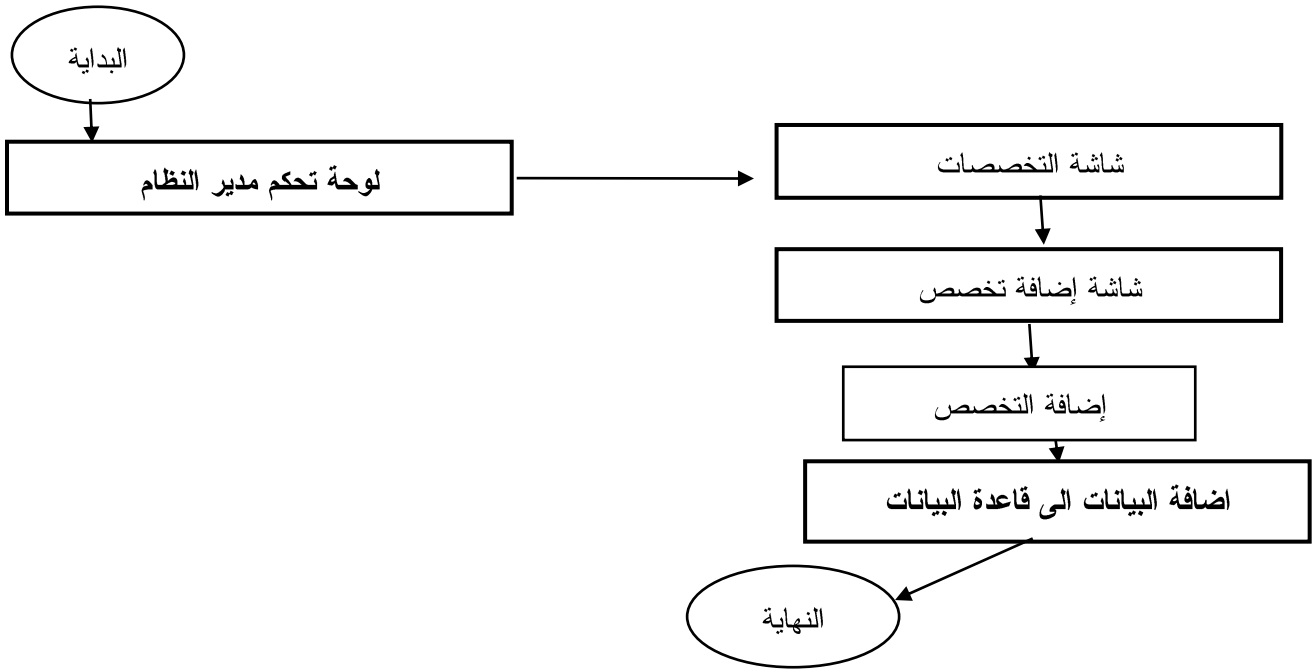 البداية
لوحة تحكم مدير النظام
شاشة التخصصات
شاشة إضافة تخصص
إضافة التخصص
اضافة البيانات الى قاعدة البيانات
النهاية